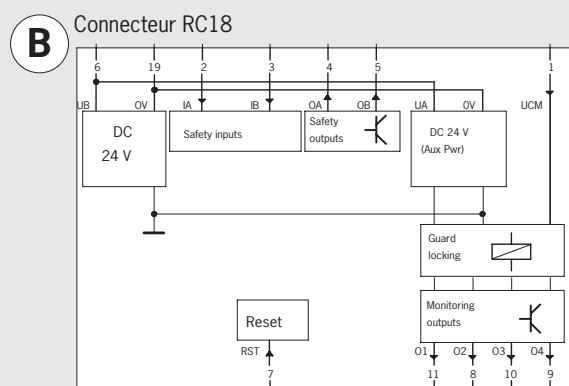 B
Connecteur RC18
6 19 2 3 4 5 1
UB 0V IA IB OA OB UA 0V UCM
DC
24 V
Safety inputs
Safety
outputs
DC 24 V
(Aux Pwr)
Guard
locking
Monitoring
outputs
Reset
RST
7
O1 O2 O3 O4
11 8 10 9